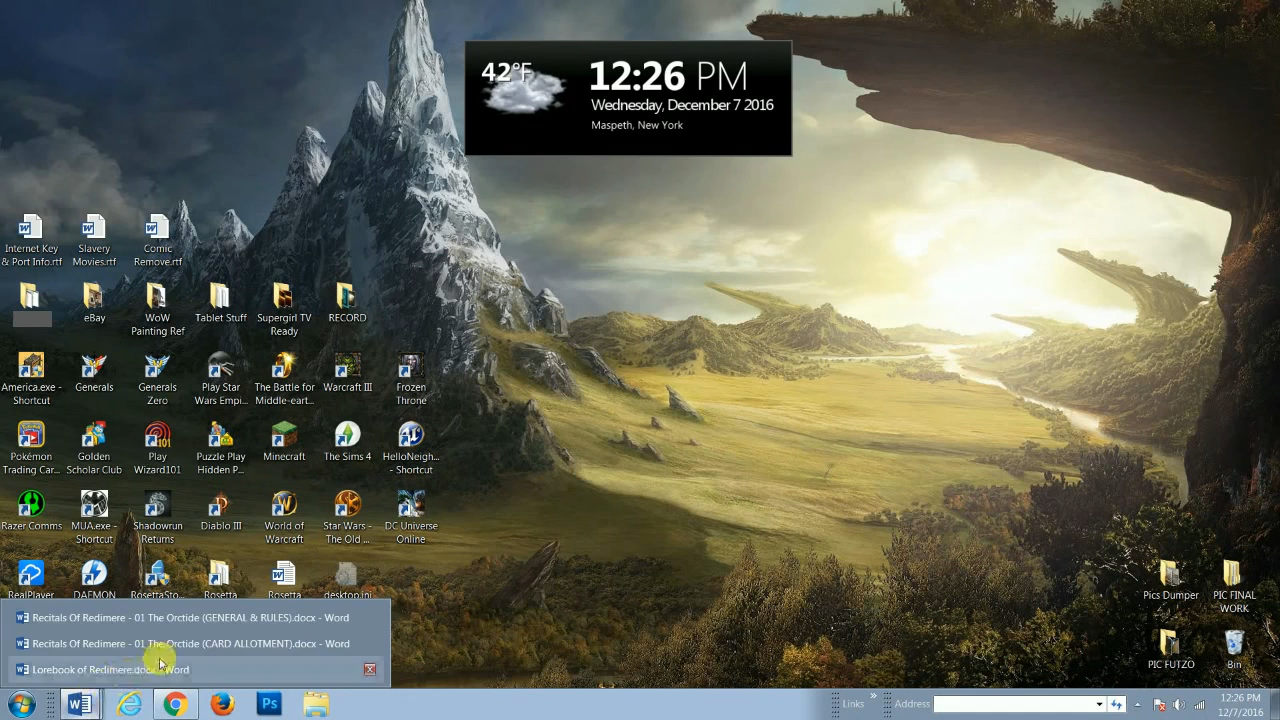 42°F
12:26 PM
Wednesday, December 7 2016
Maspeth, New York
Internet Key
& Port Info.rtf
Slavery
Movies.rtf
Comic
Remove.rtf
eBay
WoW
Painting Ref
Tablet Stuff
Supergirl TV
Ready
RECORD
America.exe -
Shortcut
Generals
Generals
Zero
Play Star
Wars Empi...
The Battle for
Middle-eart...
Warcraft III
Frozen
Throne
Pokémon
Trading Car...
Golden
Scholar Club
Play
Wizard101
Puzzle Play
Hidden P...
Minecraft
The Sims 4
HelloNeigh...
- Shortcut
Razer Comms
MUA.exe -
Shortcut
Shadowrun
Returns
Diablo III
World of
Warcraft
Star Wars -
The Old ...
DC Universe
Online
RealPlayer
DAEMON
RosettaSto...
Rosetta
Rosetta
desktop.ini
Pics Dumper
PIC FINAL
WORK
PIC FUTZO
Bin
Recitals Of Redimere - 01 The Orctide (GENERAL & RULES).docx - Word
Recitals Of Redimere - 01 The Orctide (CARD ALLOTMENT).docx - Word
Lorebook of Redimere.docx - Word
Links
Address
12:26 PM
12/7/2016